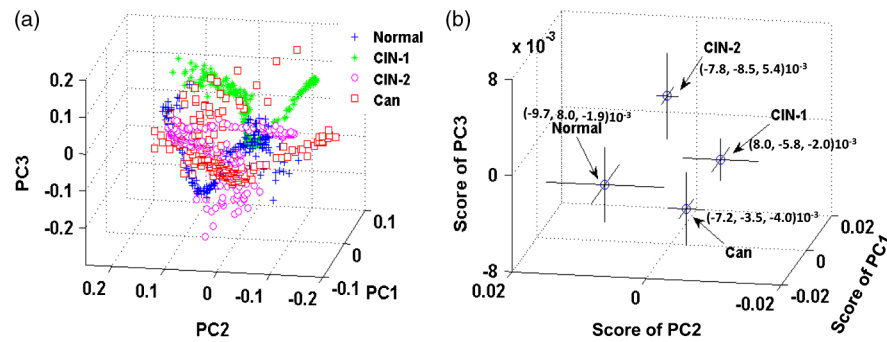 (a)
Normal
CIN-1
CIN-2
Can
0.2
0.1
0
-0.1
-0.2
PC3
0.2
0.1
0
-0.1
-0.2
PC2
0.1
0
-0.1
PC1
(b)
x 10⁻³
8
0
-8
Score of PC3
CIN-2
(-7.8, -8.5, 5.4)10⁻³
(-9.7, 8.0, -1.9)10⁻³
Normal
CIN-1
(8.0, -5.8, -2.0)10⁻³
(-7.2, -3.5, -4.0)10⁻³
Can
0.02
0
-0.02
Score of PC2
0.02
0
-0.02
Score of PC1